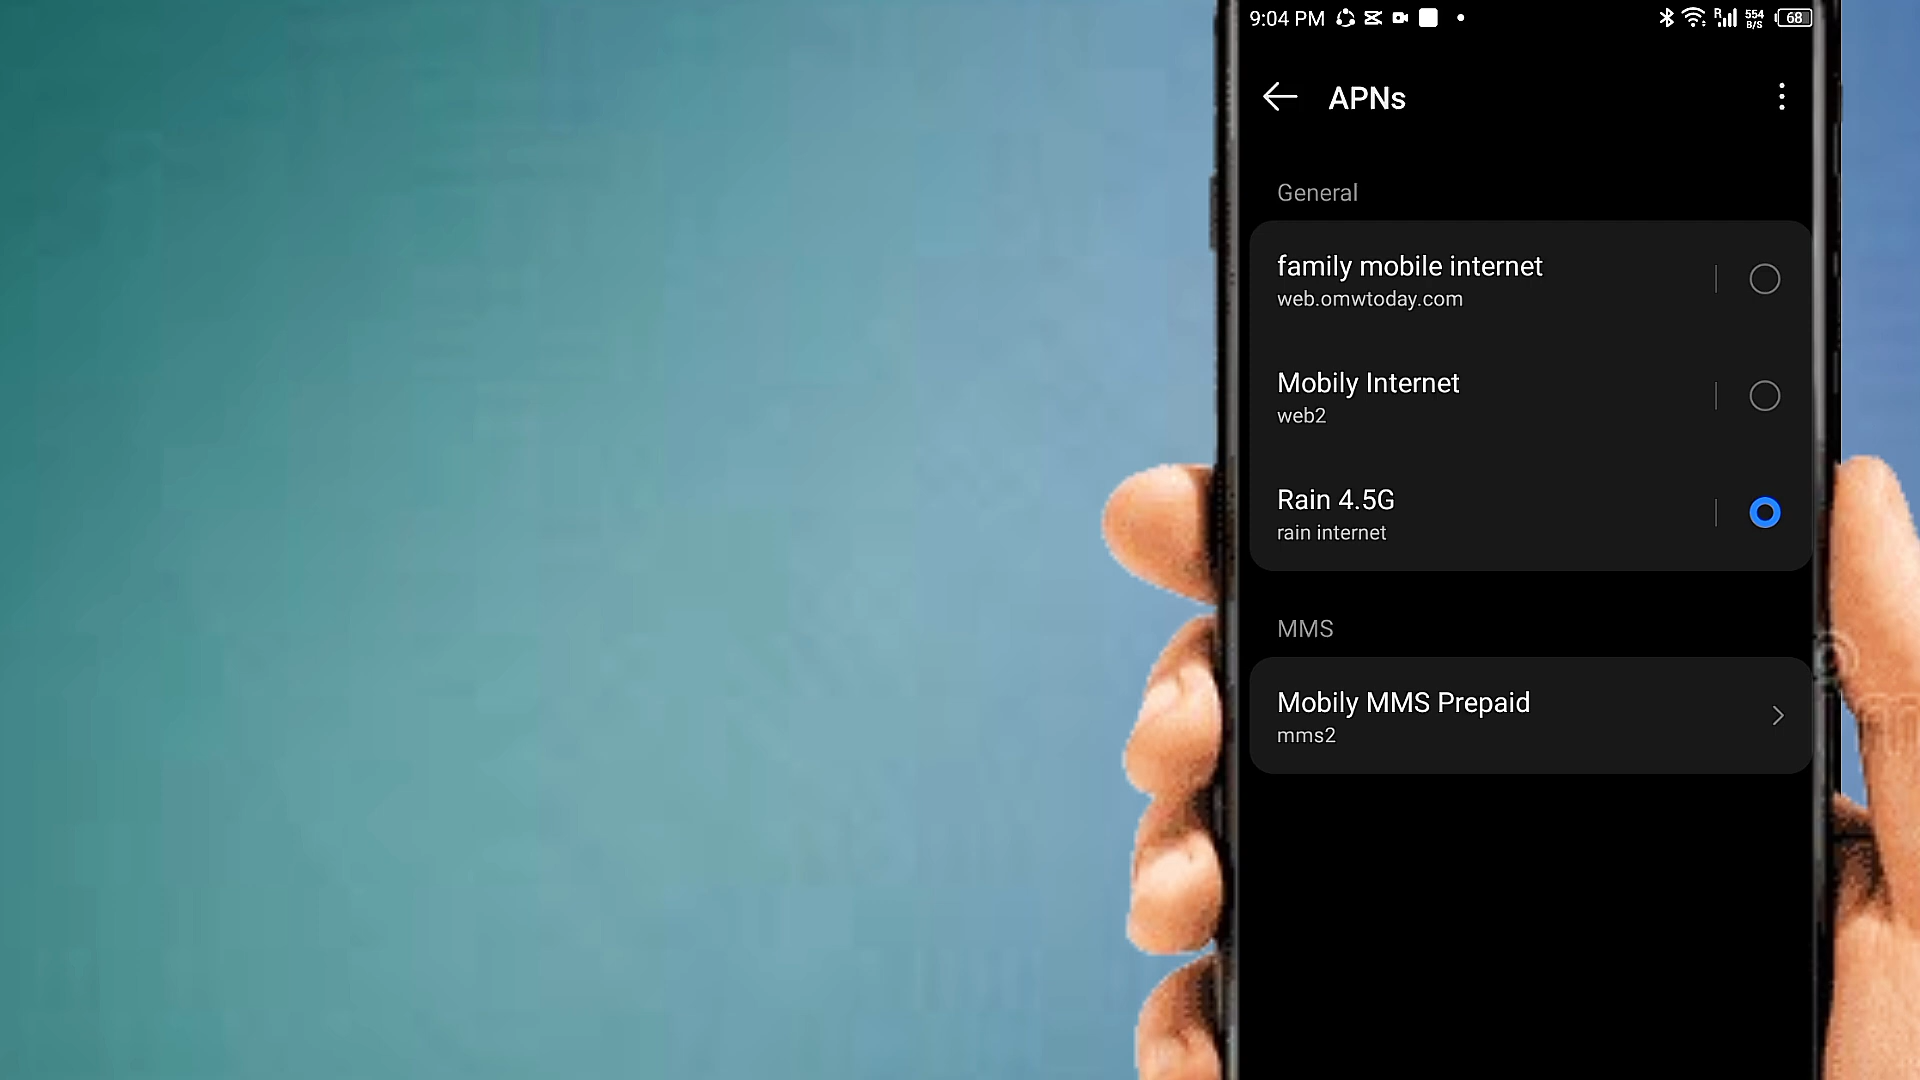 9:04 PM
R
554
B/S
68
APNs
General
family mobile internet
web.omwtoday.com
Mobily Internet
web2
Rain 4.5G
rain internet
MMS
Mobily MMS Prepaid
mms2